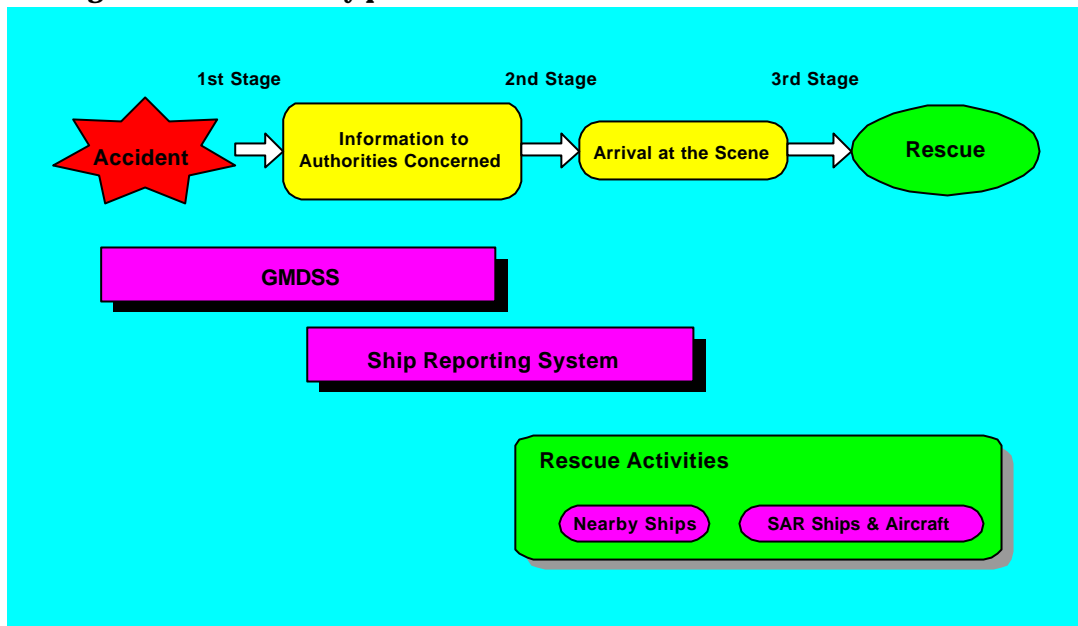 1st Stage
2nd Stage
3rd Stage
Accident
Information to
Authorities Concerned
Arrival at the Scene
Rescue
GMDSS
Ship Reporting System
Rescue Activities
Nearby Ships
SAR Ships & Aircraft